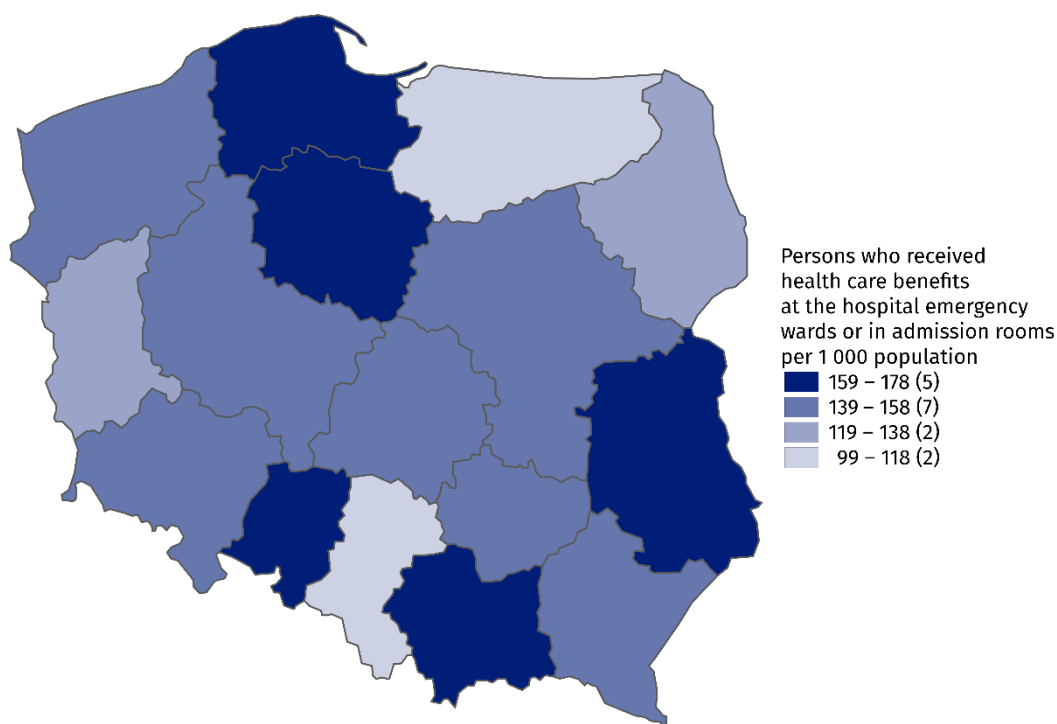 Persons who received
health care benefits
at the hospital emergency
wards or in admission rooms
per 1 000 population
159 – 178 (5)
139 – 158 (7)
119 – 138 (2)
99 – 118 (2)